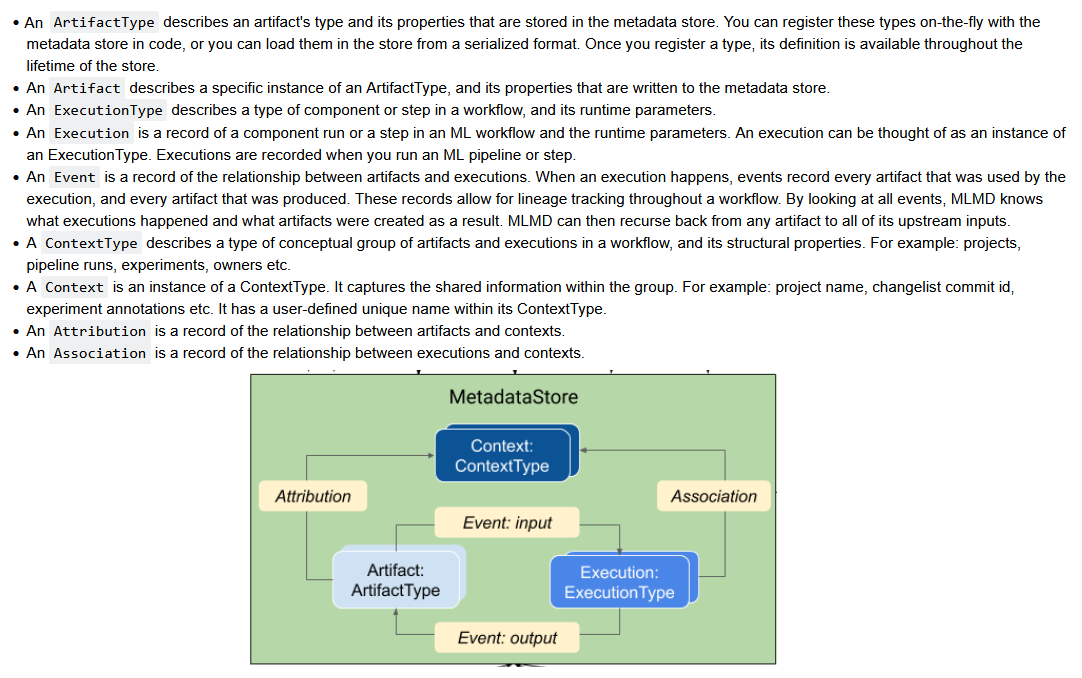 • An ArtifactType describes an artifact's type and its properties that are stored in the metadata store. You can register these types on-the-fly with the
metadata store in code, or you can load them in the store from a serialized format. Once you register a type, its definition is available throughout the
lifetime of the store.
• An Artifact describes a specific instance of an ArtifactType, and its properties that are written to the metadata store.
• An ExecutionType describes a type of component or step in a workflow, and its runtime parameters.
• An Execution is a record of a component run or a step in an ML workflow and the runtime parameters. An execution can be thought of as an instance of
an ExecutionType. Executions are recorded when you run an ML pipeline or step.
• An Event is a record of the relationship between artifacts and executions. When an execution happens, events record every artifact that was used by the
execution, and every artifact that was produced. These records allow for lineage tracking throughout a workflow. By looking at all events, MLMD knows
what executions happened and what artifacts were created as a result. MLMD can then recurse back from any artifact to all of its upstream inputs.
• A ContextType describes a type of conceptual group of artifacts and executions in a workflow, and its structural properties. For example: projects,
pipeline runs, experiments, owners etc.
• A Context is an instance of a ContextType. It captures the shared information within the group. For example: project name, changelist commit id,
experiment annotations etc. It has a user-defined unique name within its ContextType.
• An Attribution is a record of the relationship between artifacts and contexts.
• An Association is a record of the relationship between executions and contexts.
MetadataStore
Context:
ContextType
Attribution
Association
Event: input
Artifact:
ArtifactType
Execution:
ExecutionType
Event: output